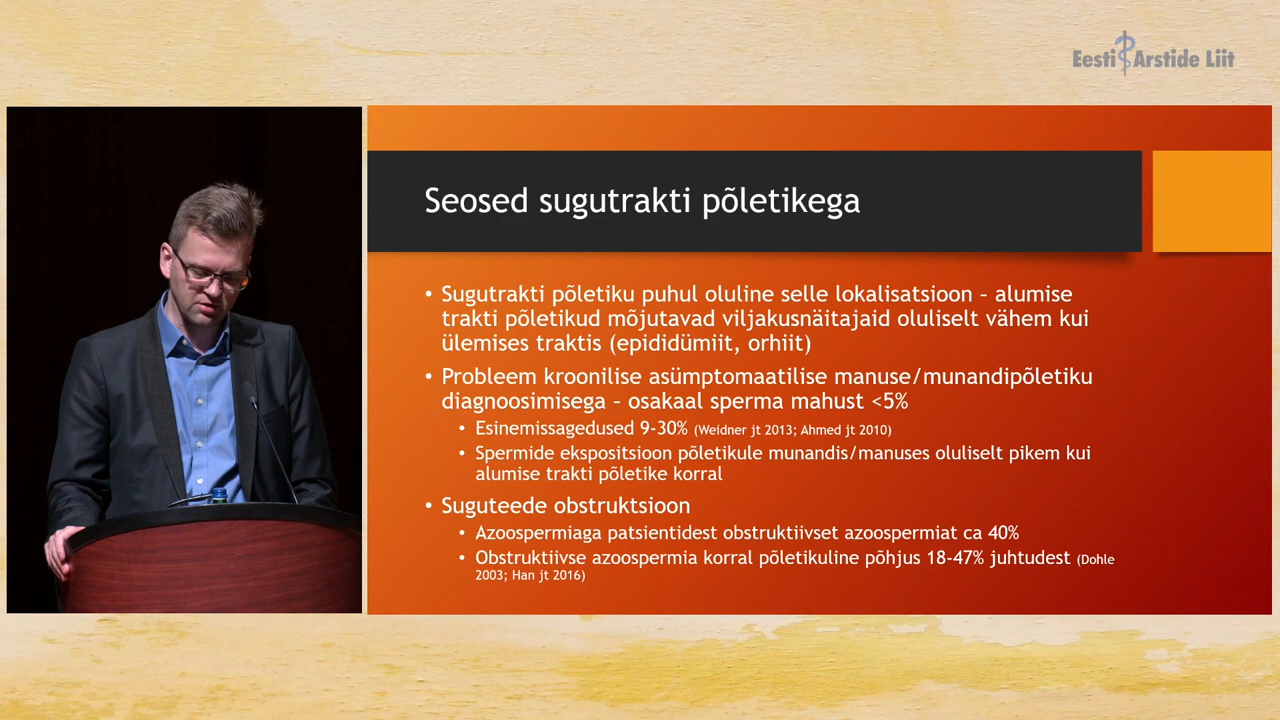 Eesti Arstide Liit
Seosed sugutrakti põletikega
• Sugutrakti põletiku puhul oluline selle lokalisatsioon – alumise
trakti põletikud mõjutavad viljakusnäitajaid oluliselt vähem kui
ülemises traktis (epididümiit, orhiit)
• Probleem kroonilise asümptomaatilise manuse/munandipõletiku
diagnoosimisega – osakaal sperma mahust <5%
• Esinemissagedused 9-30% (Weidner jt 2013; Ahmed jt 2010)
• Spermide ekspositsioon põletikule munandis/manuses oluliselt pikem kui
alumise trakti põletike korral
• Suguteede obstruktsioon
• Azoospermiaga patsientidest obstruktiivset azoospermiat ca 40%
• Obstruktiivse azoospermia korral põletikuline põhjus 18-47% juhtudest (Dohle
2003; Han jt 2016)